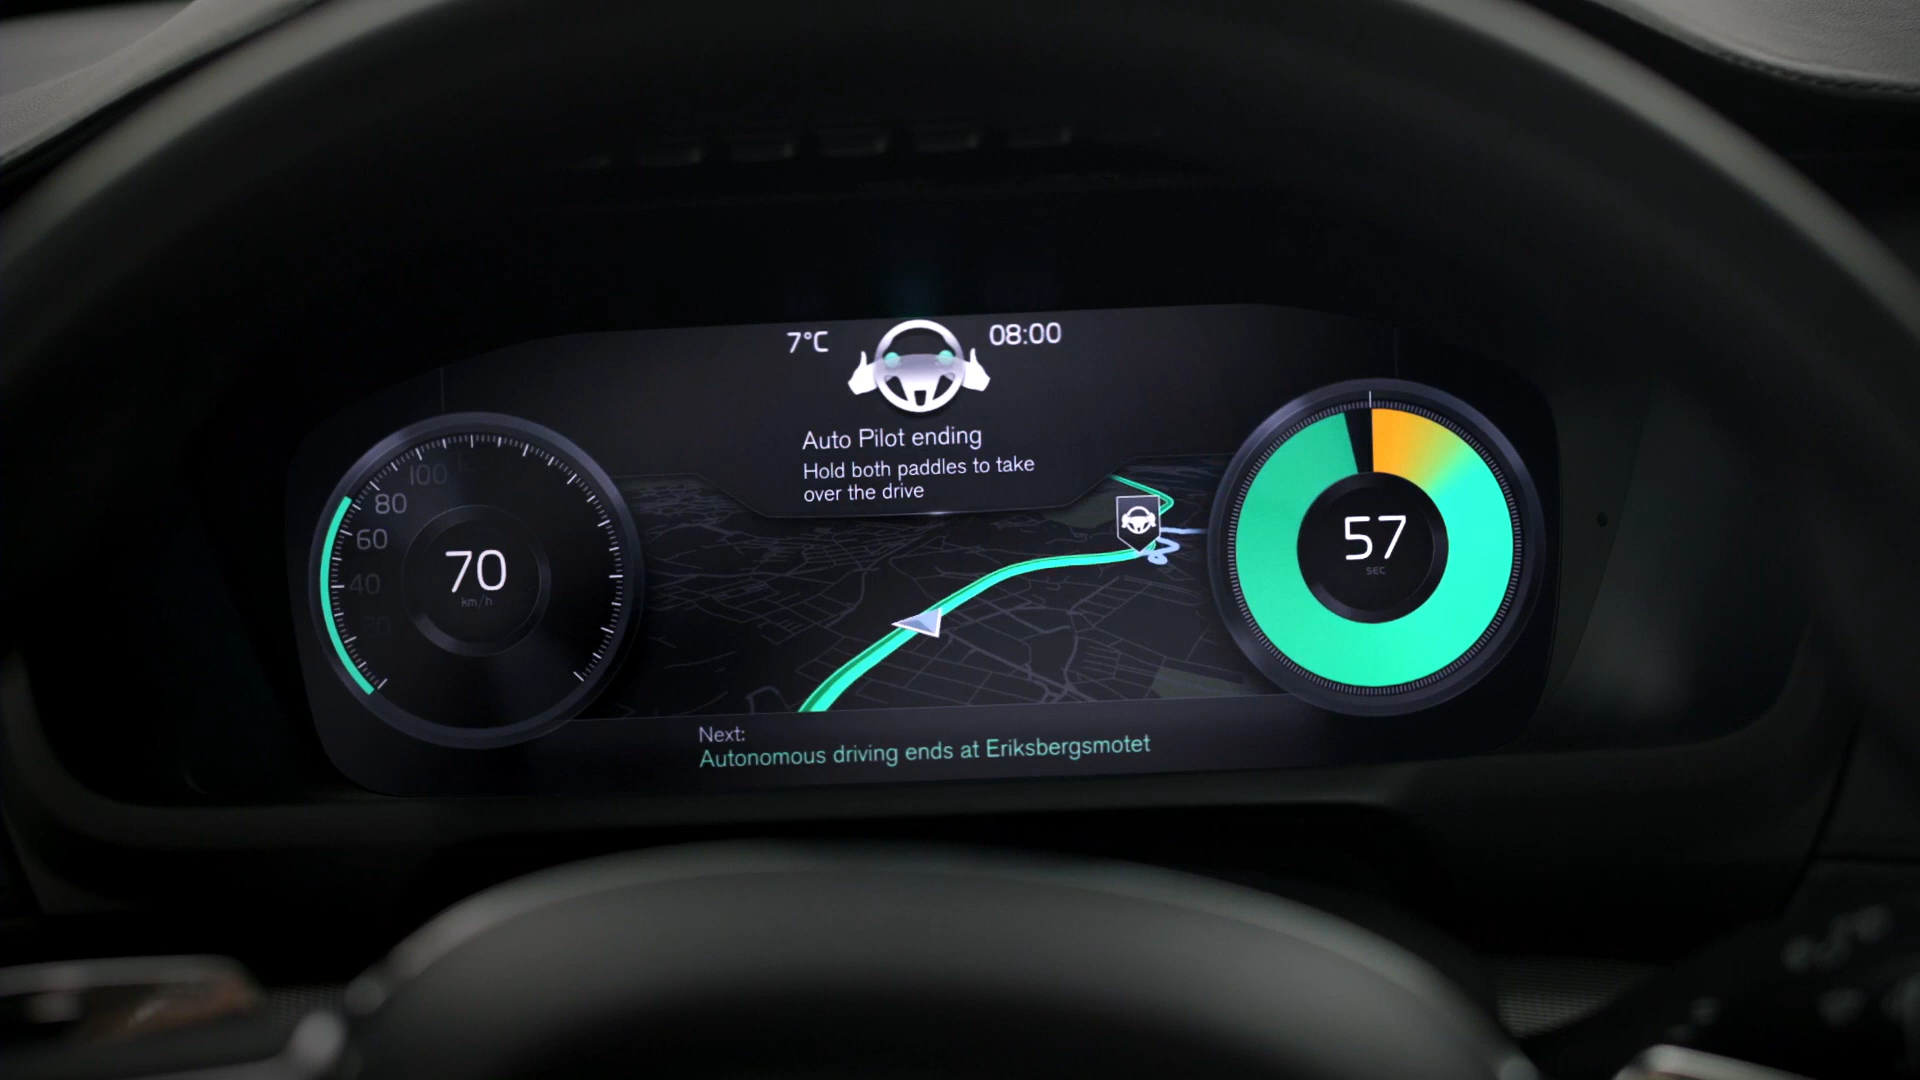 7°C
08:00
Auto Pilot ending
Hold both paddles to take
over the drive
100
80
60
40
20
70
km/h
57
SEC
Next:
Autonomous driving ends at Eriksbergsmotet